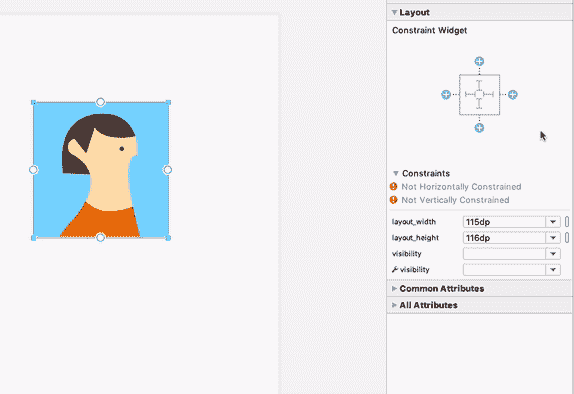 Layout
Constraint Widget
Constraints
Not Horizontally Constrained
Not Vertically Constrained
layout_width 115dp
layout_height 116dp
visibility
visibility
Common Attributes
All Attributes